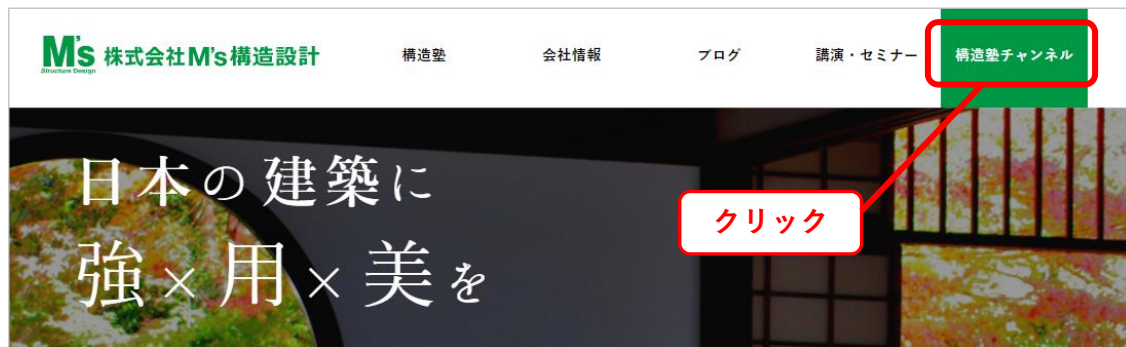 M's 株式会社M's構造設計
Structure Design
構造塾
会社情報
ブログ
講演・セミナー
構造塾チャンネル
クリック
日本の建築に
強×用×美を